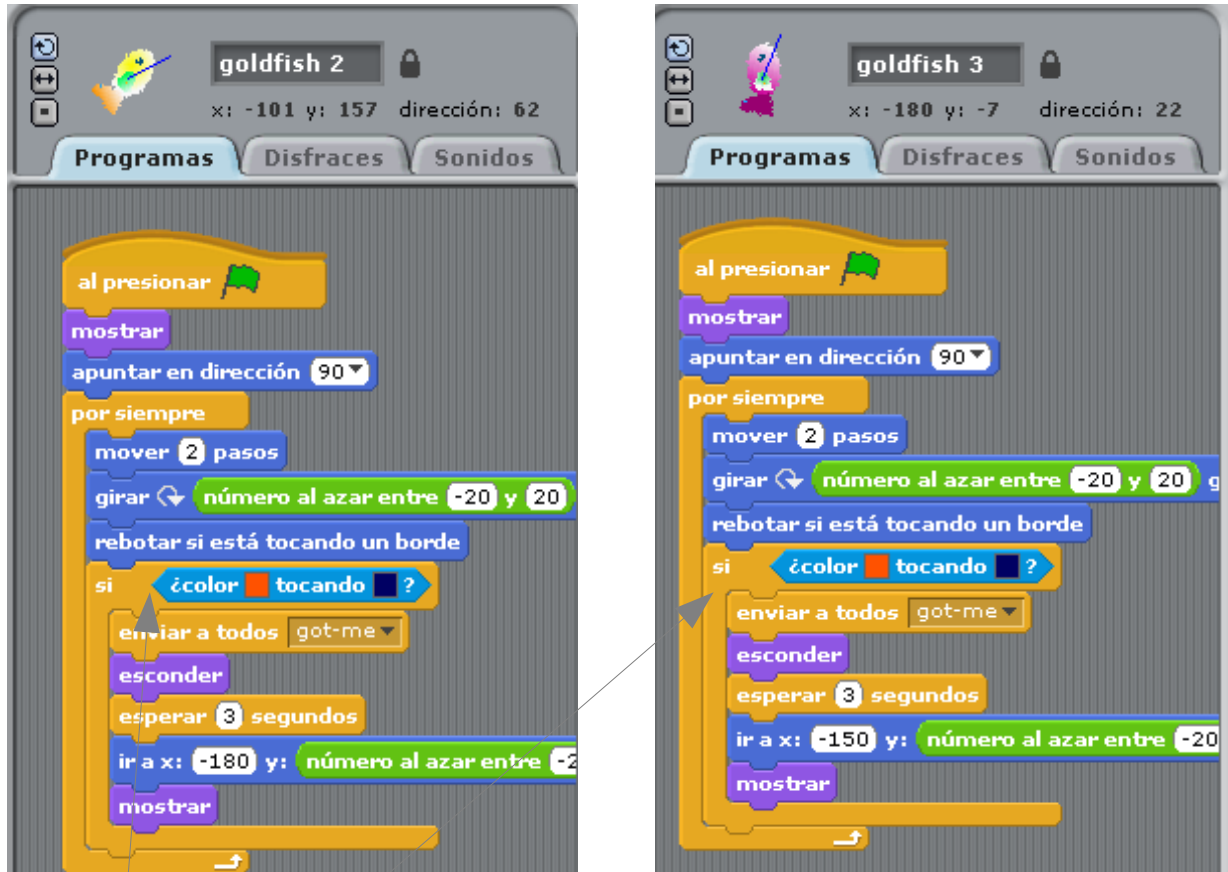 goldfish 2
x: -101 y: 157 dirección: 62
Programas Disfraces Sonidos
al presionar
mostrar
apuntar en dirección 90
por siempre
mover 2 pasos
girar número al azar entre -20 y 20
rebotar si está tocando un borde
si ¿color tocando ?
enviar a todos got-me
esconder
esperar 3 segundos
ir a x: -180 y: número al azar entre -2
mostrar
goldfish 3
x: -180 y: -7 dirección: 22
Programas Disfraces Sonidos
al presionar
mostrar
apuntar en dirección 90
por siempre
mover 2 pasos
girar número al azar entre -20 y 20 g
rebotar si está tocando un borde
si ¿color tocando ?
enviar a todos got-me
esconder
esperar 3 segundos
ir a x: -150 y: número al azar entre -20
mostrar